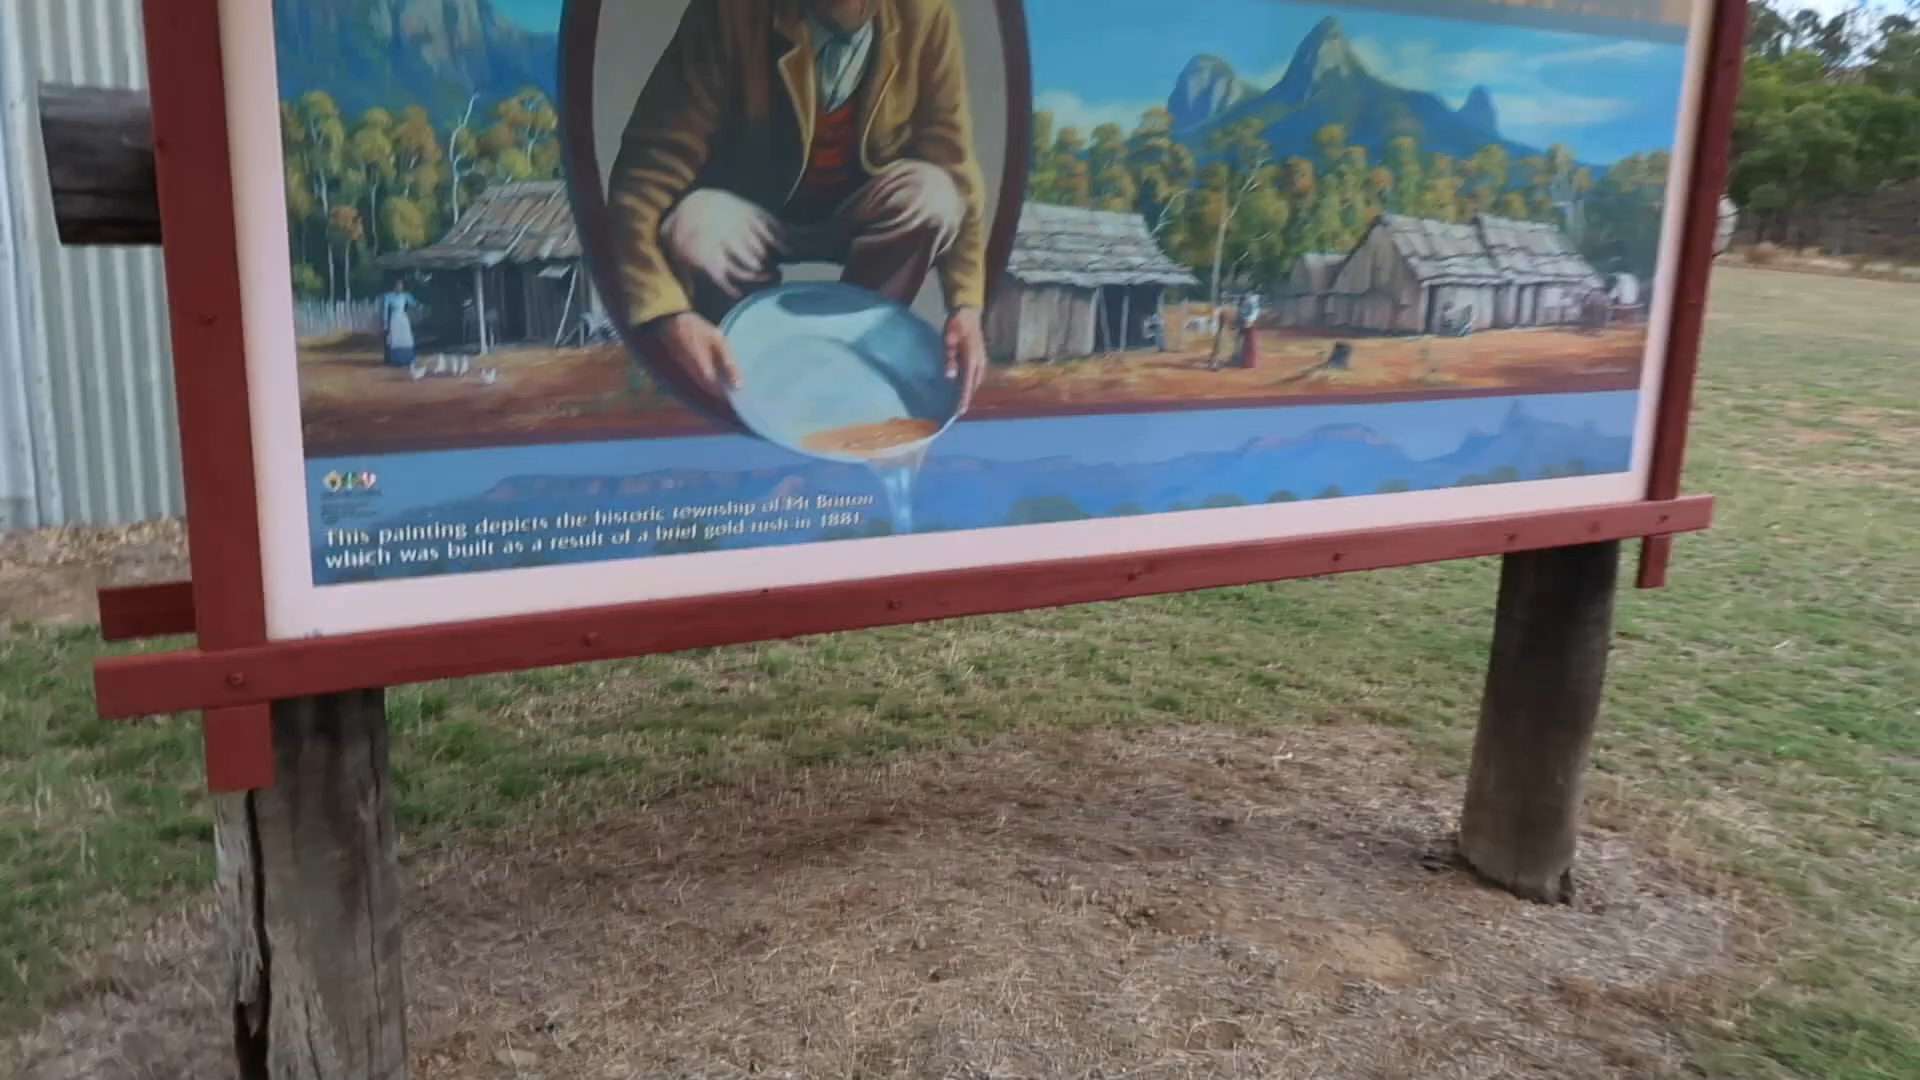 This painting depicts the historic township of Mt Britton
which was built as a result of a brief gold rush in 1881.